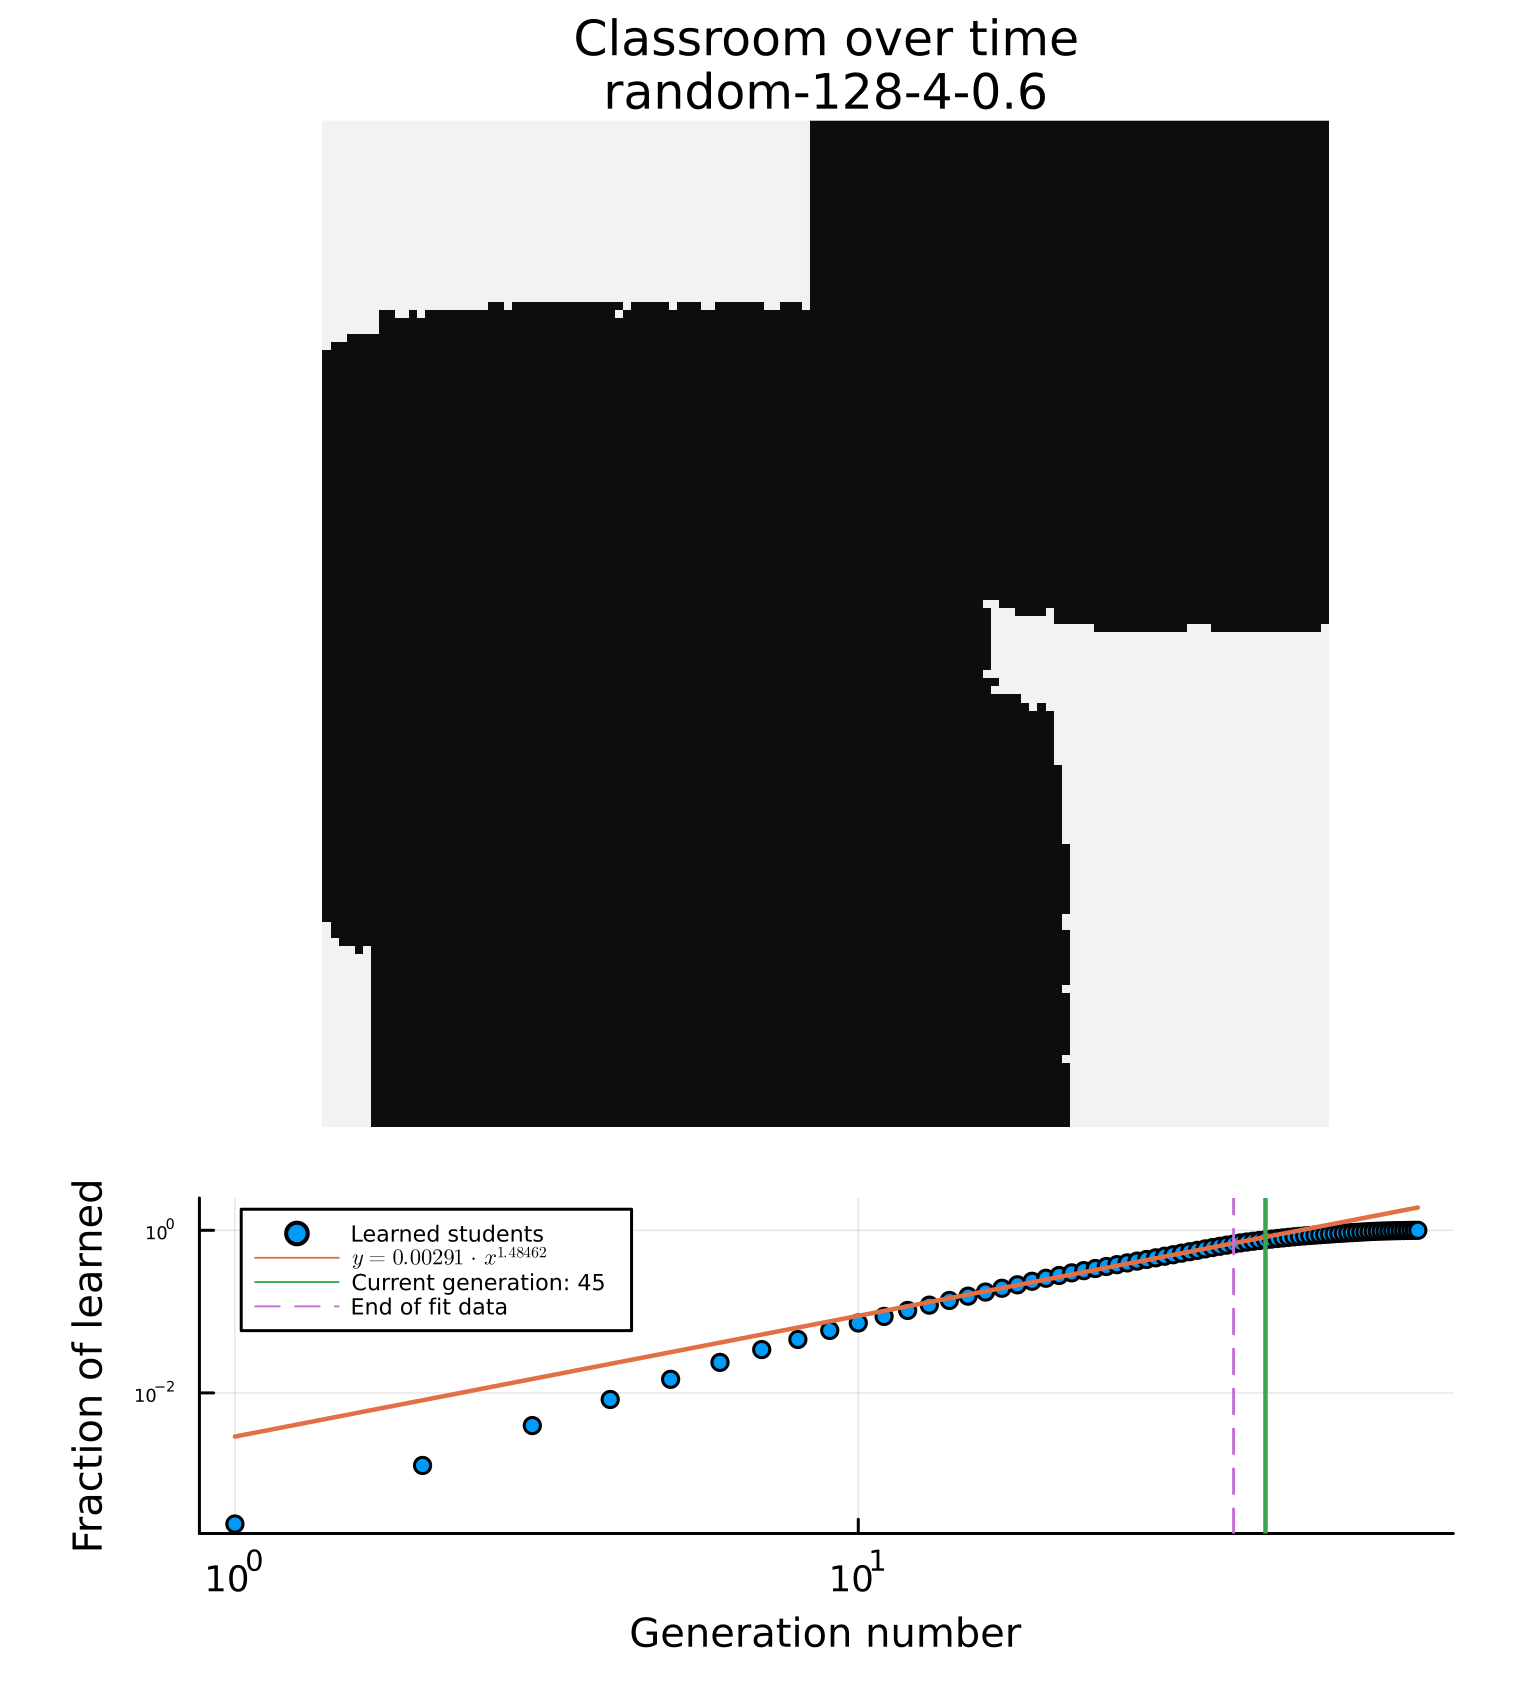 Classroom over time
random-128-4-0.6
Fraction of learned
10⁰
10⁻²
Learned students
y = 0.00291 · x^1.48462
Current generation: 45
End of fit data
10⁰
10¹
Generation number